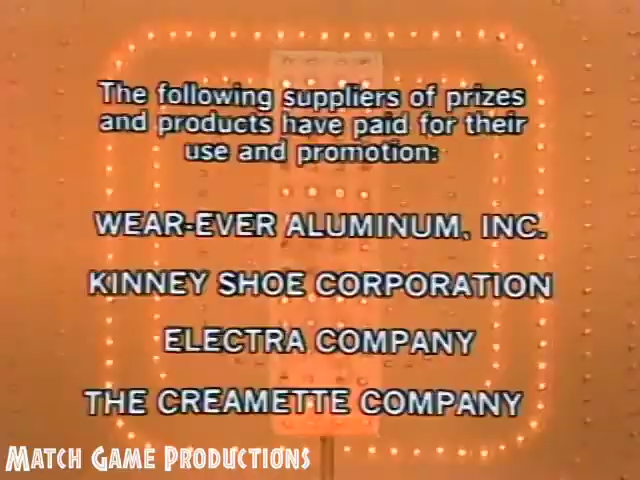 The following suppliers of prizes
and products have paid for their
use and promotion:
WEAR-EVER ALUMINUM, INC.
KINNEY SHOE CORPORATION
ELECTRA COMPANY
THE CREAMETTE COMPANY
MATCH GAME PRODUCTIONS